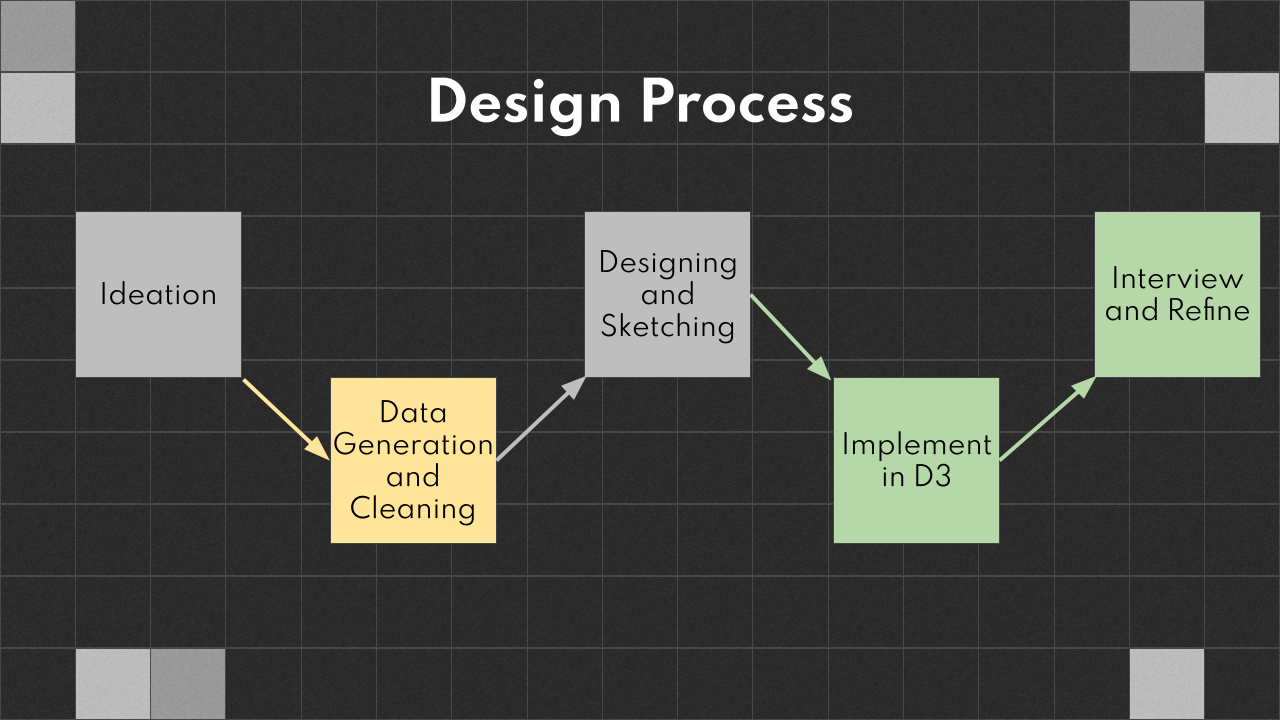 Design Process
Ideation
Data
Generation
and
Cleaning
Designing
and
Sketching
Implement
in D3
Interview
and Refine